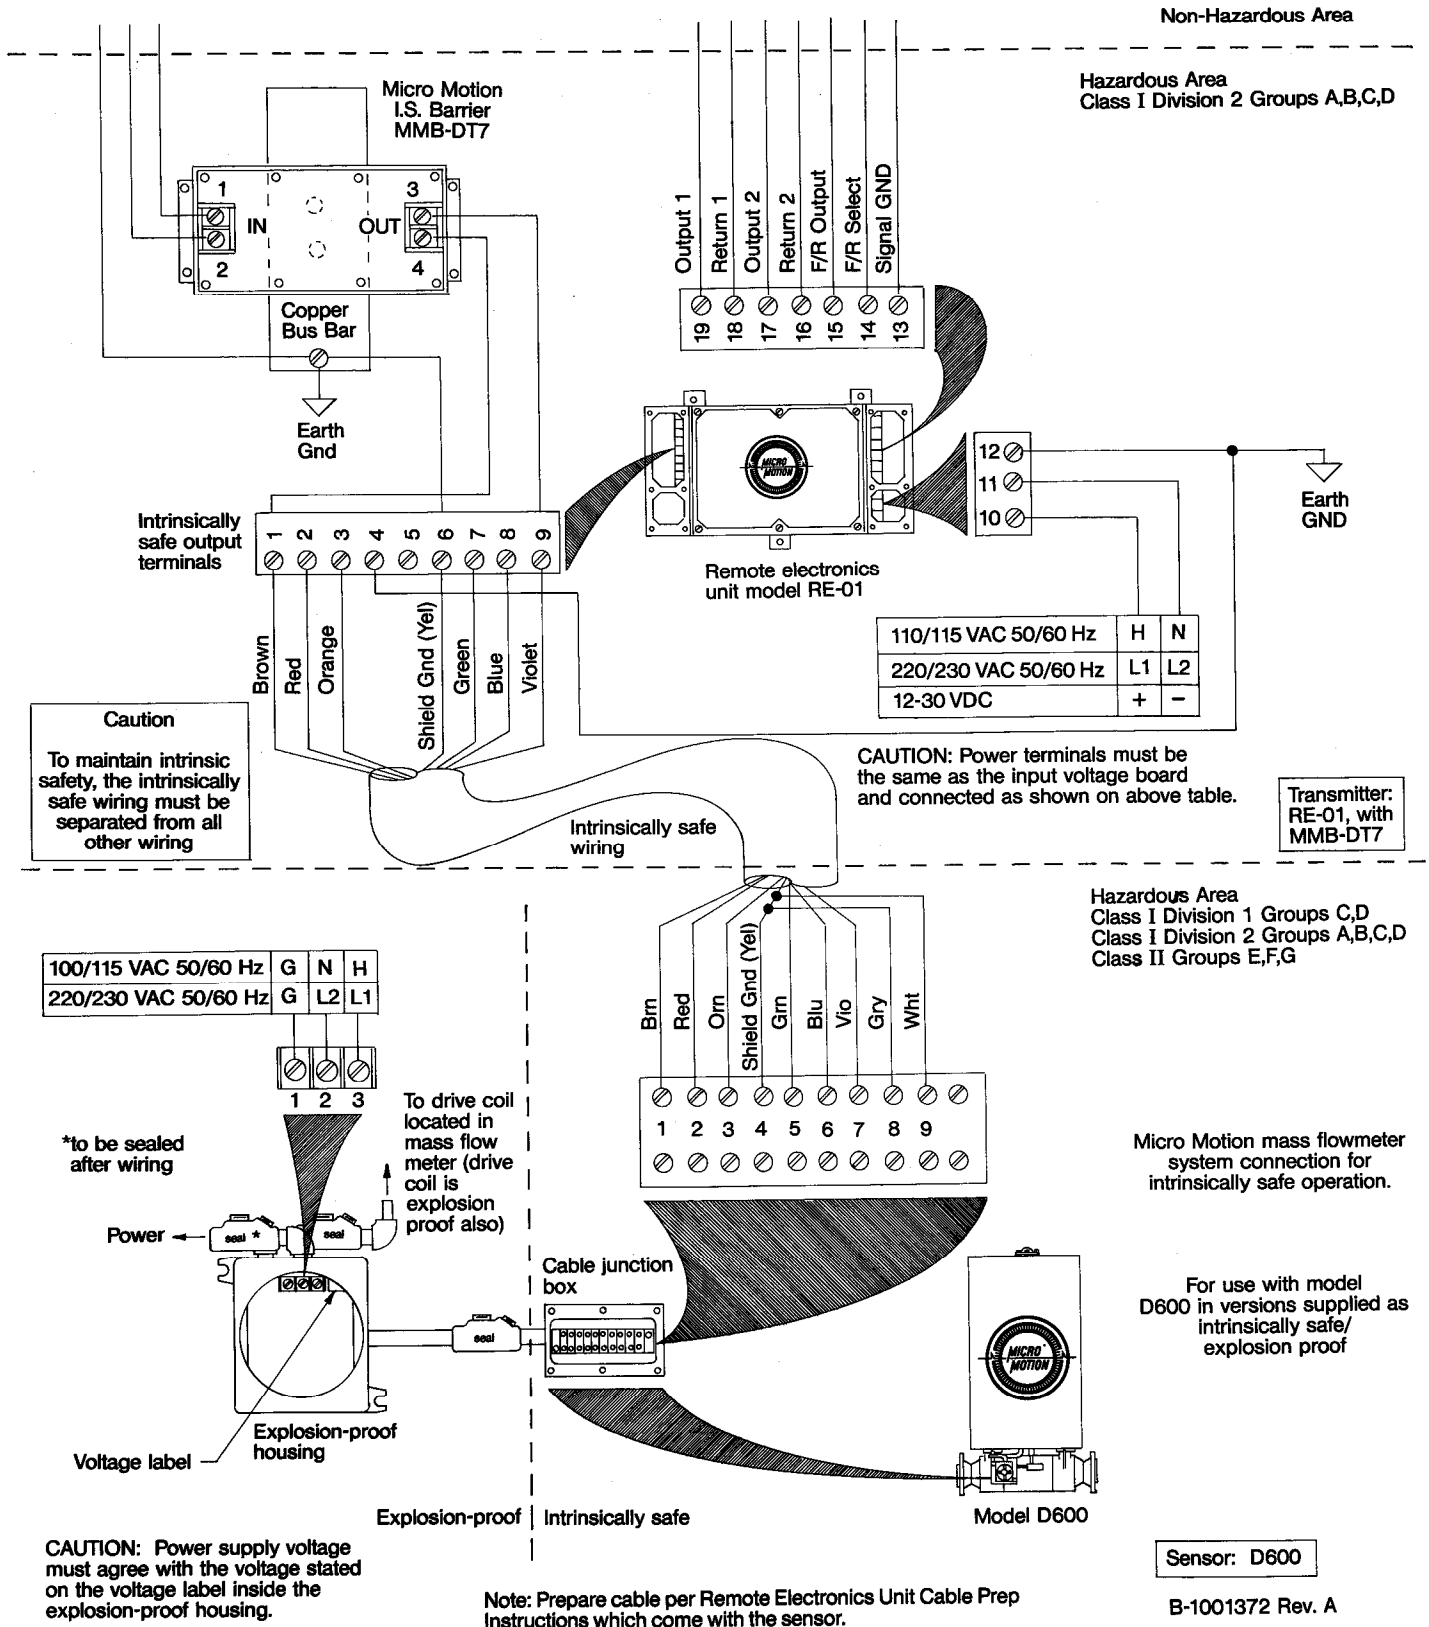 Non-Hazardous Area
Hazardous Area
Class I Division 2 Groups A,B,C,D
Micro Motion
I.S. Barrier
MMB-DT7
1
2
IN
OUT
3
4
Copper
Bus Bar
Earth
Gnd
Output 1
Return 1
Output 2
Return 2
F/R Output
F/R Select
Signal GND
19
18
17
16
15
14
13
MICRO
MOTION
12
11
10
Earth
GND
Intrinsically
safe output
terminals
1
2
3
4
5
6
7
8
9
Remote electronics
unit model RE-01
110/115 VAC 50/60 Hz H N
220/230 VAC 50/60 Hz L1 L2
12-30 VDC + −
Brown
Red
Orange
Shield Gnd (Yel)
Green
Blue
Violet
Caution
To maintain intrinsic
safety, the intrinsically
safe wiring must be
separated from all
other wiring
CAUTION: Power terminals must be
the same as the input voltage board
and connected as shown on above table.
Transmitter:
RE-01, with
MMB-DT7
Intrinsically safe
wiring
Hazardous Area
Class I Division 1 Groups C,D
Class I Division 2 Groups A,B,C,D
Class II Groups E,F,G
100/115 VAC 50/60 Hz G N H
220/230 VAC 50/60 Hz G L2 L1
1 2 3
Brn
Red
Orn
Shield Gnd (Yel)
Grn
Blu
Vio
Gry
Wht
1 2 3 4 5 6 7 8 9
*to be sealed
after wiring
To drive coil
located in
mass flow
meter (drive
coil is
explosion
proof also)
Power
seal *
seal
Micro Motion mass flowmeter
system connection for
intrinsically safe operation.
Cable junction
box
seal
MICRO
MOTION
For use with model
D600 in versions supplied as
intrinsically safe/
explosion proof
Explosion-proof
housing
Voltage label
Explosion-proof
Intrinsically safe
Model D600
CAUTION: Power supply voltage
must agree with the voltage stated
on the voltage label inside the
explosion-proof housing.
Note: Prepare cable per Remote Electronics Unit Cable Prep
Instructions which come with the sensor.
Sensor: D600
B-1001372 Rev. A